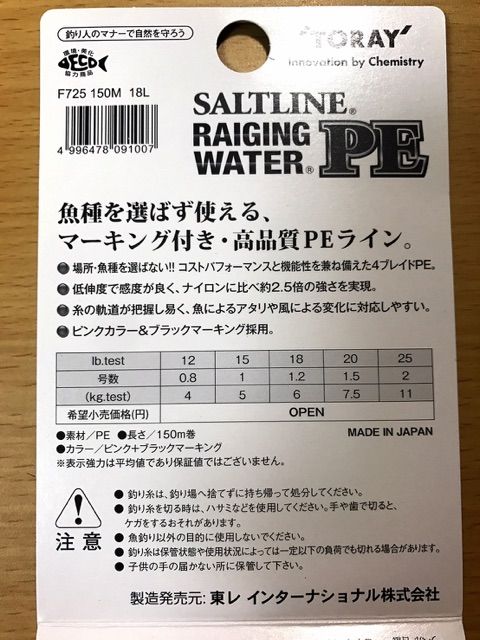 釣り人のマナーで自然を守ろう
環境・美化
ECO
協力商品
F725 150M 18L
4 996478 091007
"TORAY"
Innovation by Chemistry
SALTLINE®
RAIGING
WATER® PE
魚種を選ばず使える、
マーキング付き・高品質PEライン。
●場所・魚種を選ばない!! コストパフォーマンスと機能性を兼ね備えた4ブレイドPE。
●低伸度で感度が良く、ナイロンに比べ約2.5倍の強さを実現。
●糸の軌道が把握し易く、魚によるアタリや風による変化に対応しやすい。
●ピンクカラー&ブラックマーキング採用。
lb.test 12 15 18 20 25
号数 0.8 1 1.2 1.5 2
(kg.test) 4 5 6 7.5 11
希望小売価格(円) OPEN
●素材/PE ●長さ/150m巻 MADE IN JAPAN
●カラー/ピンク+ブラックマーキング
※表示強力は平均値であり保証値ではございません。
注意
●釣り糸は、釣り場へ捨てずに持ち帰って処分してください。
●釣り糸を切る時は、ハサミなどを使用してください。手や歯で切ると、
ケガをするおそれがあります。
●魚釣り以外の目的に使用しないでください。
●釣り糸は保管状態や使用状況によっては一定以下の負荷でも切れる場合があります。
●子供の手の届かない所に保管して下さい。
製造発売元: 東レ インターナショナル株式会社